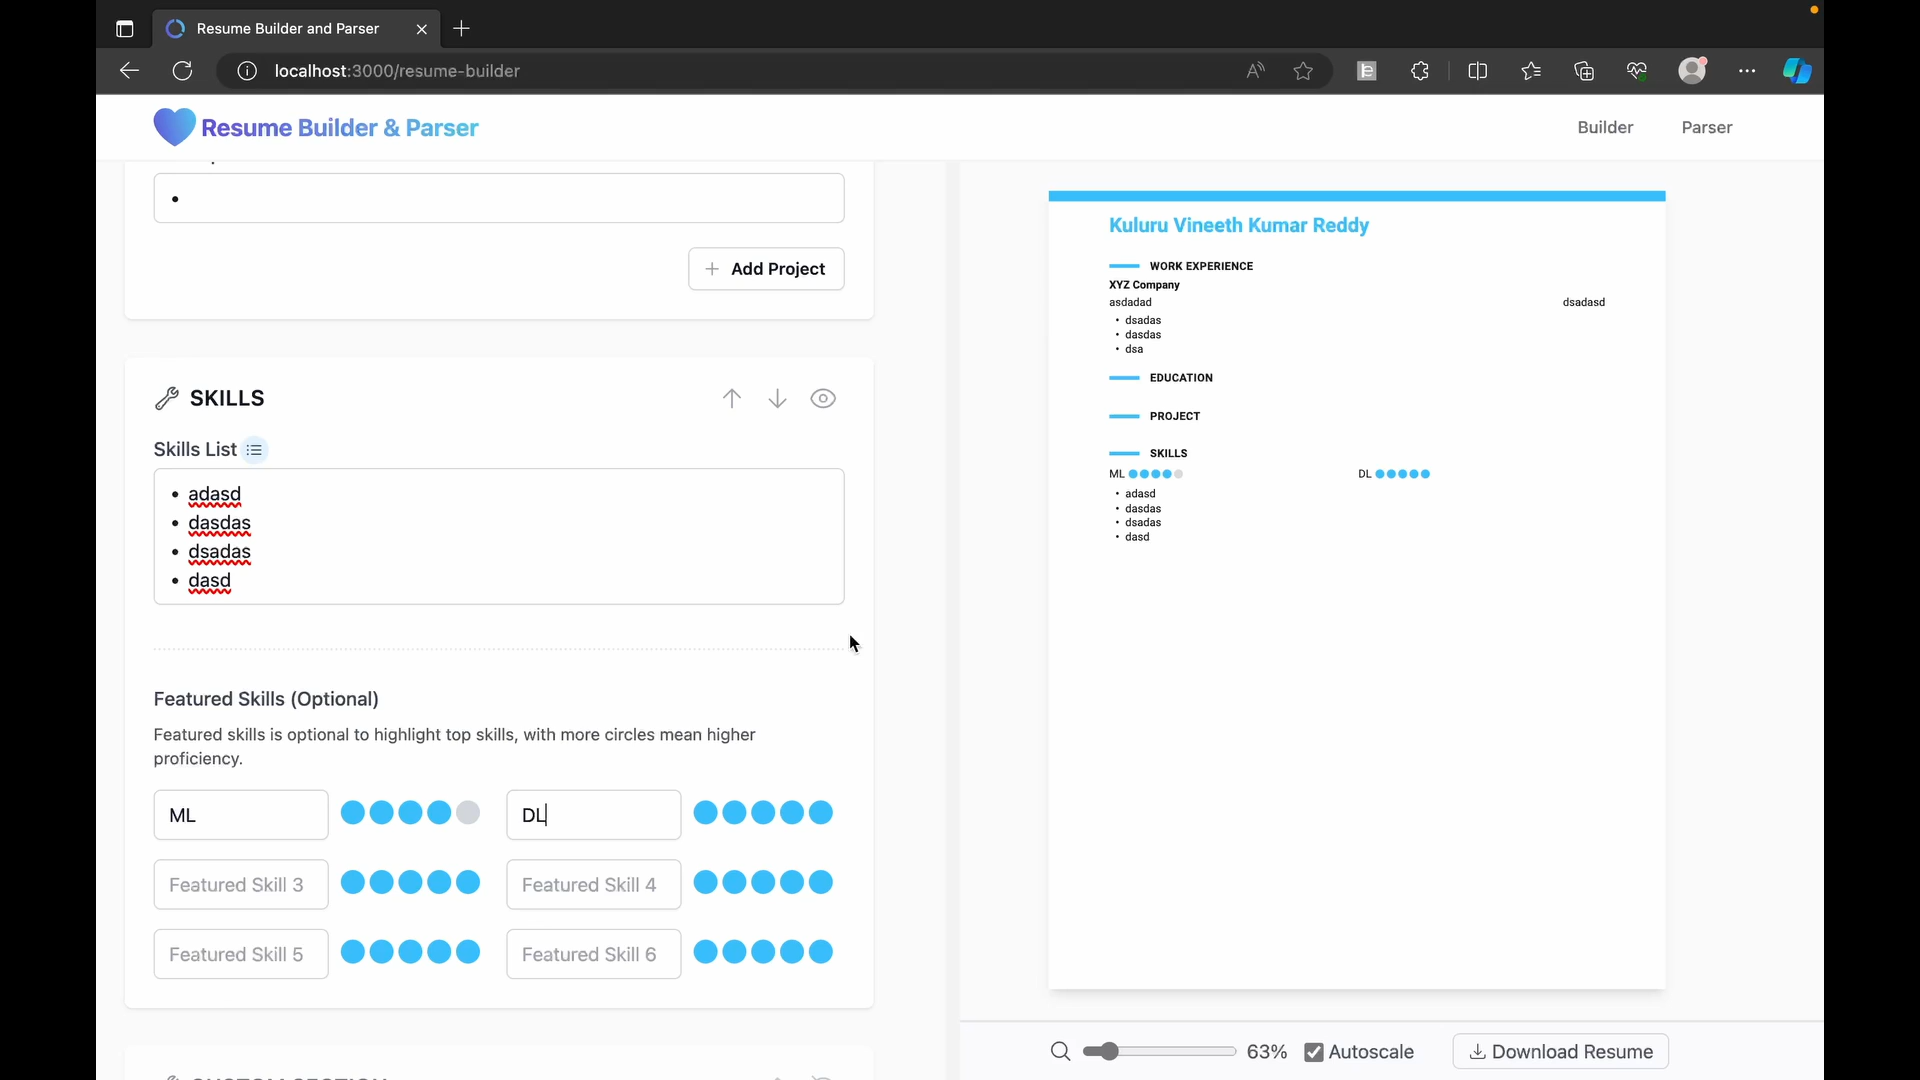 Resume Builder and Parser
localhost:3000/resume-builder
Resume Builder & Parser
Builder
Parser
•
+ Add Project
SKILLS
Skills List
• adasd
• dasdas
• dsadas
• dasd
Featured Skills (Optional)
Featured skills is optional to highlight top skills, with more circles mean higher
proficiency.
ML
DL
Featured Skill 3
Featured Skill 4
Featured Skill 5
Featured Skill 6
Kuluru Vineeth Kumar Reddy
WORK EXPERIENCE
XYZ Company
asdadad
dsadasd
• dsadas
• dasdas
• dsa
EDUCATION
PROJECT
SKILLS
ML
DL
• adasd
• dasdas
• dsadas
• dasd
63%
Autoscale
Download Resume